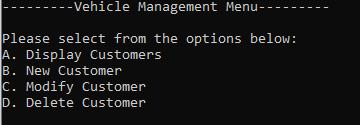 ---------Vehicle Management Menu---------
Please select from the options below:
A. Display Customers
B. New Customer
C. Modify Customer
D. Delete Customer